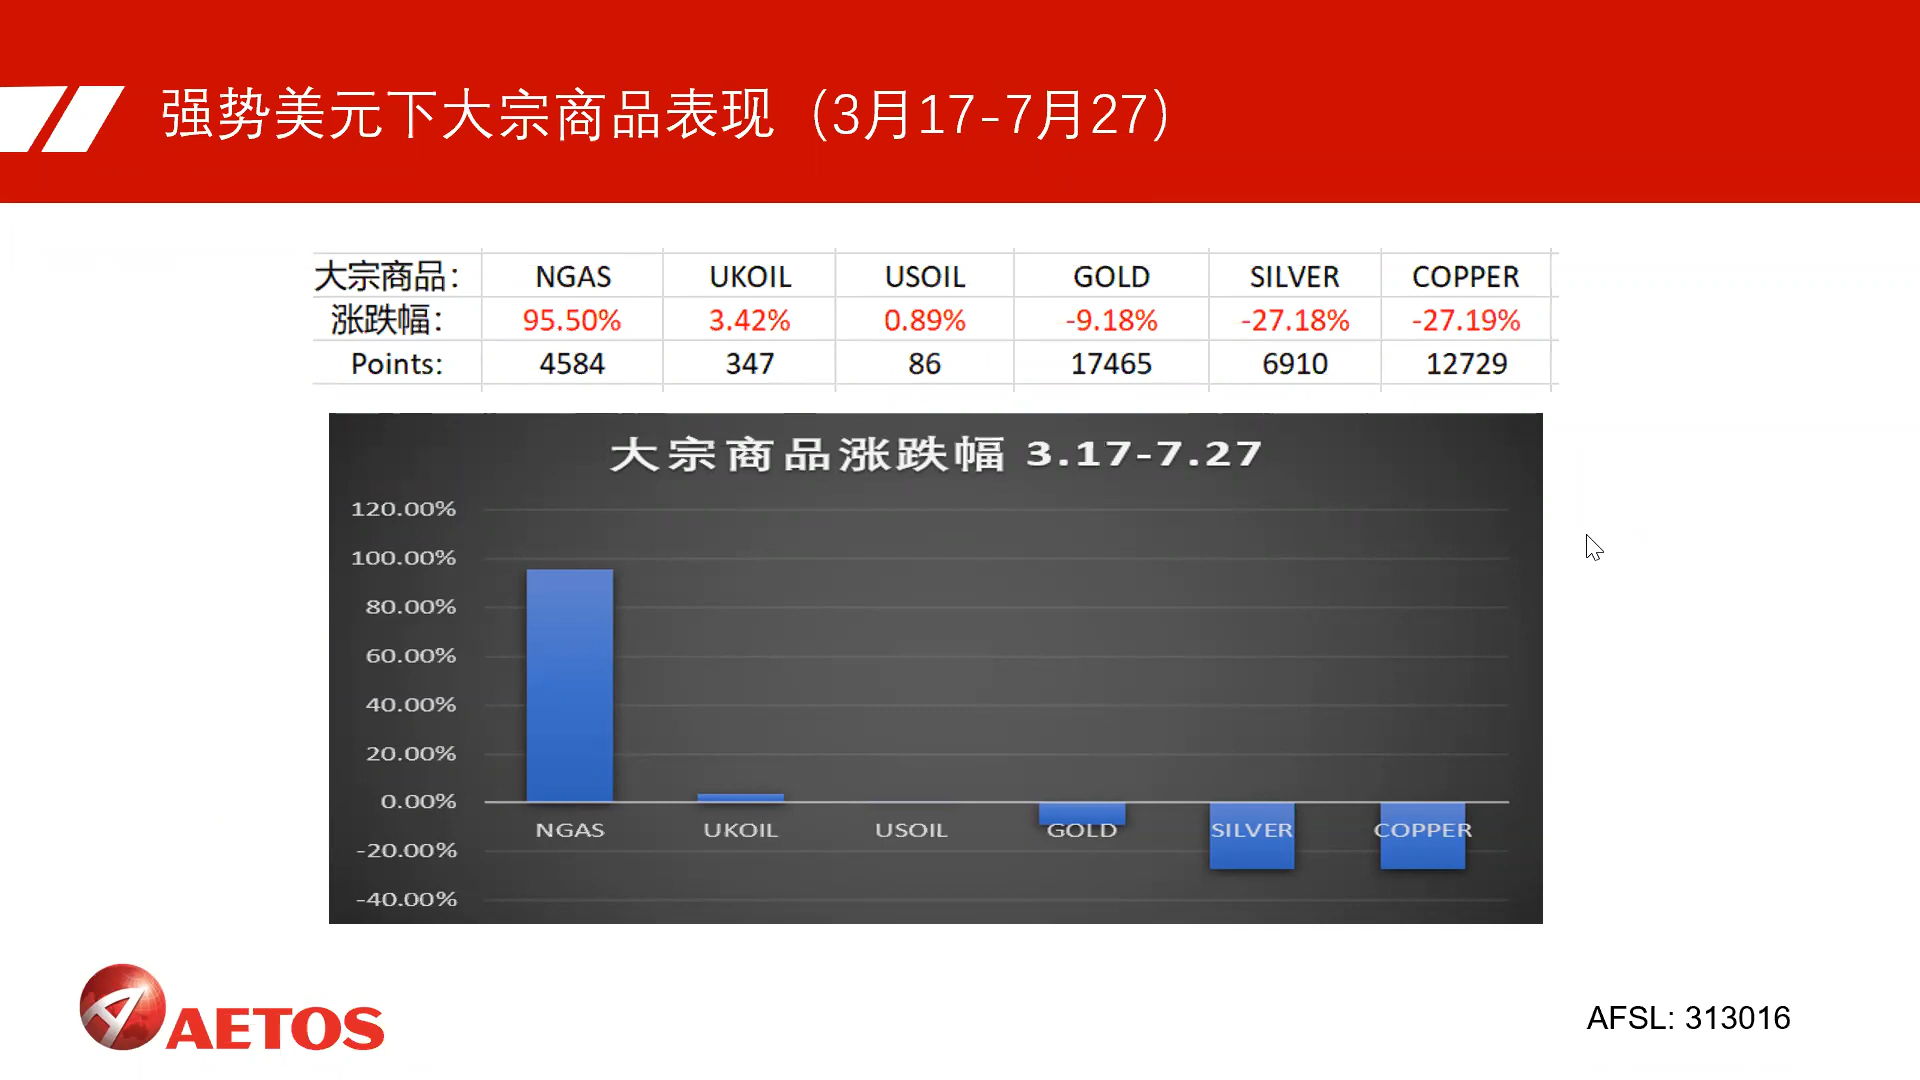 强势美元下大宗商品表现（3月17-7月27）
大宗商品： NGAS UKOIL USOIL GOLD SILVER COPPER
涨跌幅： 95.50% 3.42% 0.89% -9.18% -27.18% -27.19%
Points: 4584 347 86 17465 6910 12729
大宗商品涨跌幅 3.17-7.27
120.00%
100.00%
80.00%
60.00%
40.00%
20.00%
0.00%
NGAS UKOIL USOIL GOLD SILVER COPPER
-20.00%
-40.00%
AETOS
AFSL: 313016